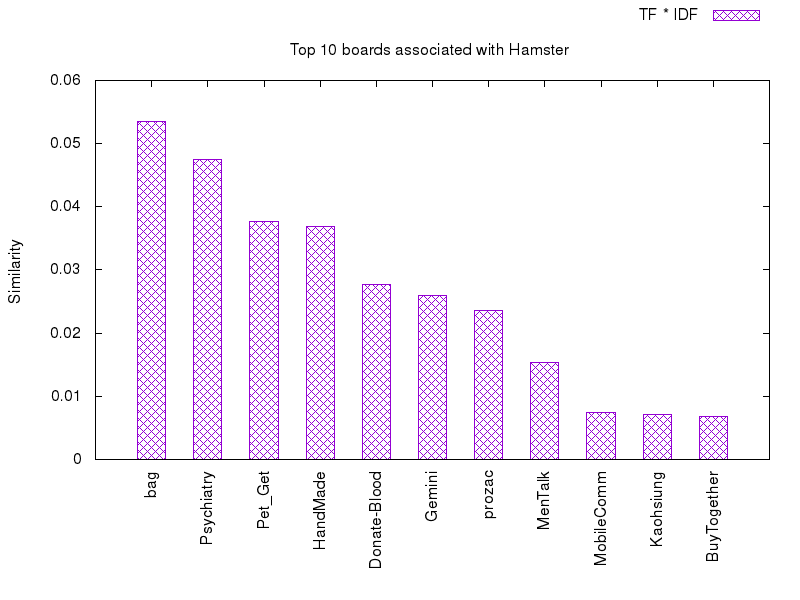 TF * IDF
Top 10 boards associated with Hamster
0.06
0.05
0.04
0.03
0.02
0.01
0
Similarity
bag
Psychiatry
Pet_Get
HandMade
Donate-Blood
Gemini
prozac
MenTalk
MobileComm
Kaohsiung
BuyTogether